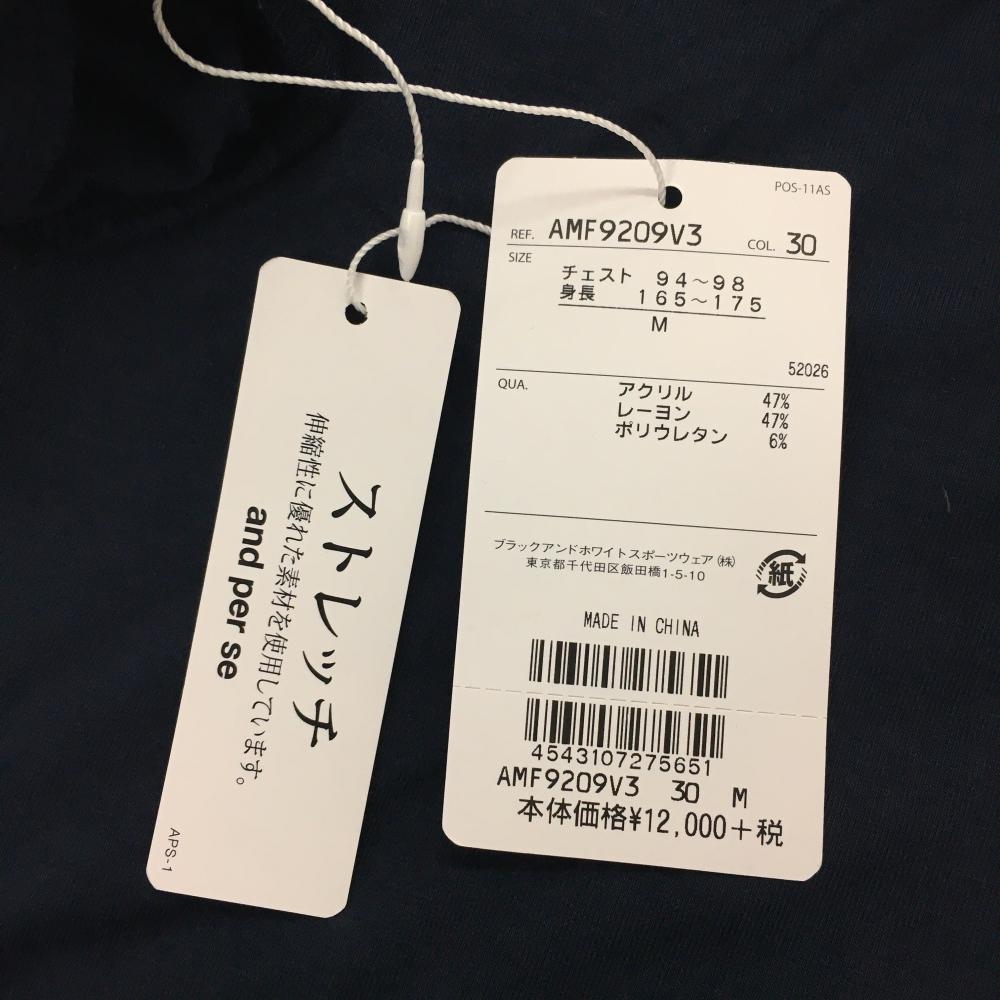 POS-11AS
REF. AMF9209V3 COL. 30
SIZE
チェスト 94～98
身長 165～175
M
52026
QUA.
アクリル 47%
レーヨン 47%
ポリウレタン 6%
ブラックアンドホワイトスポーツウェア㈱
東京都千代田区飯田橋1-5-10
紙
MADE IN CHINA
4543107275651
AMF9209V3 30 M
本体価格¥12,000＋税
ストレッチ
伸縮性に優れた素材を使用しています。
and per se
APS-1